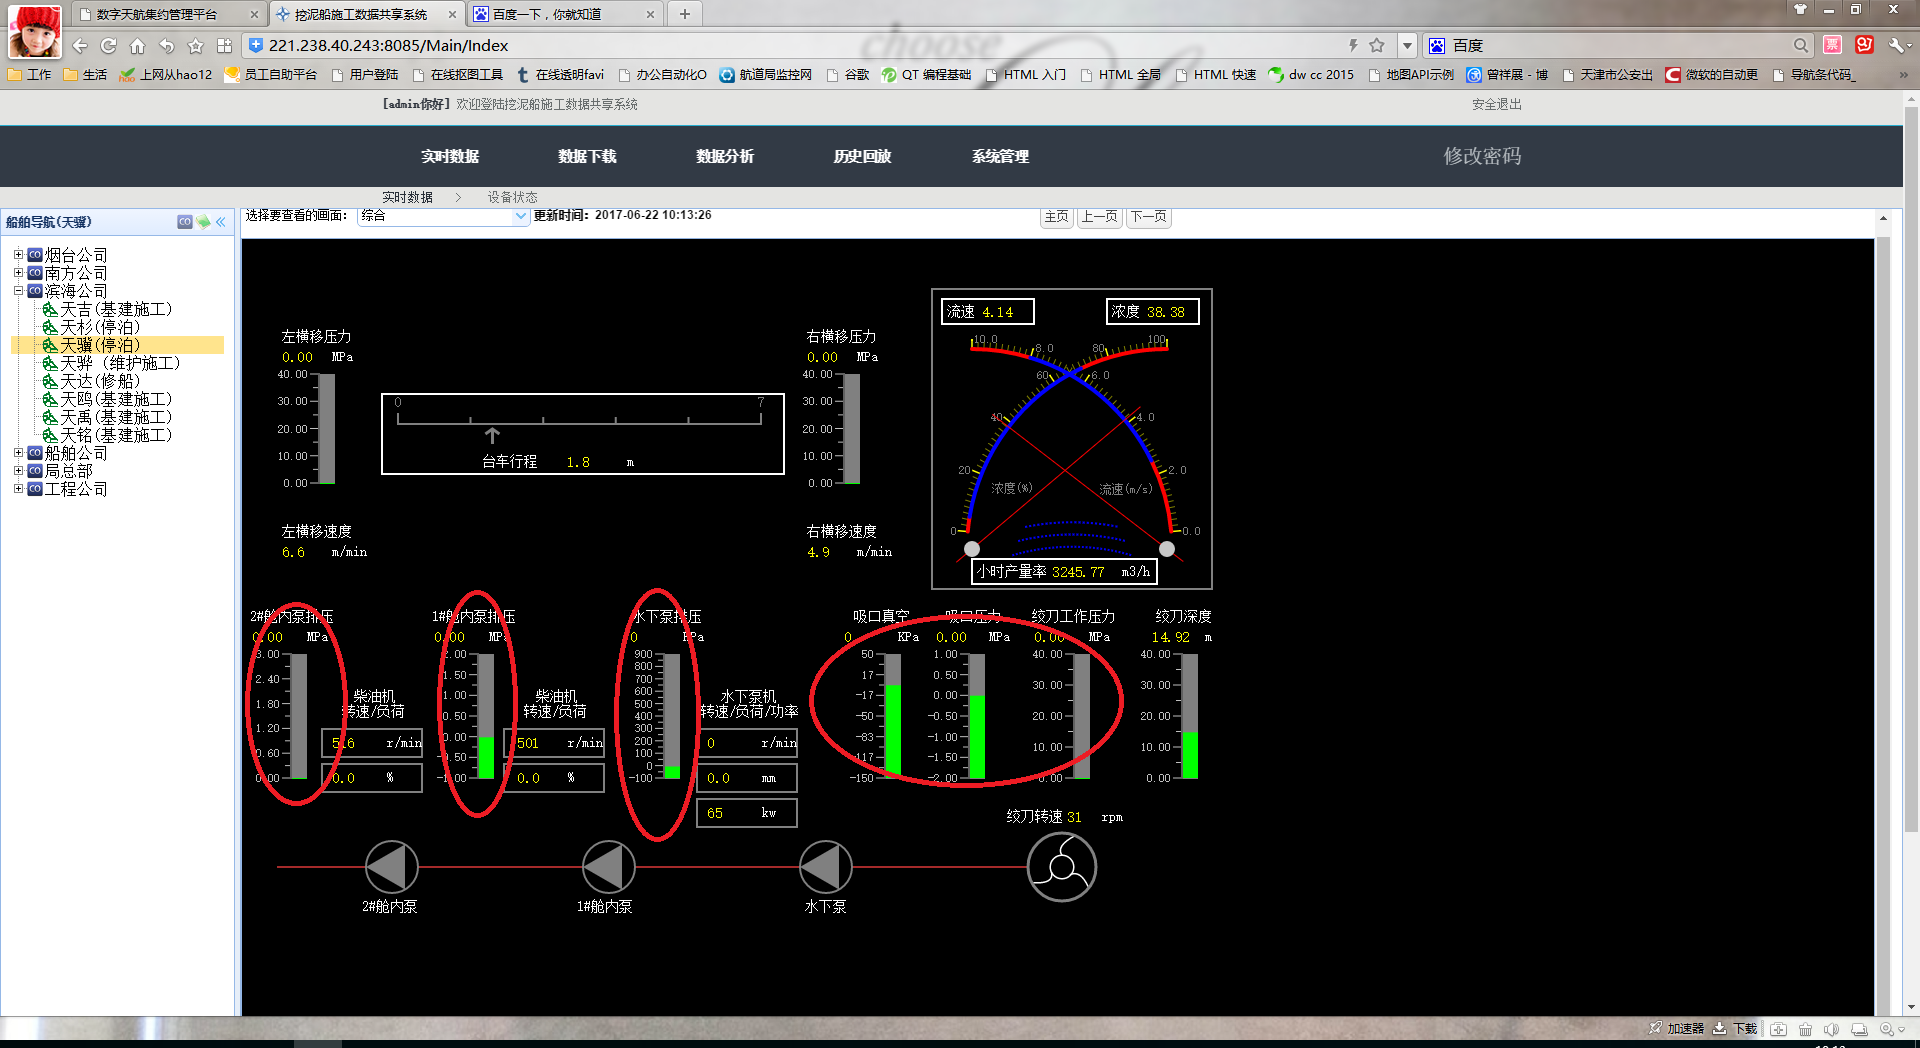 数字天航集约管理平台
挖泥船施工数据共享系统
百度一下，你就知道
221.238.40.243:8085/Main/Index
百度
工作
生活
上网从hao12
员工自助平台
用户登陆
在线抠图工具
在线透明favi
办公自动化O
航道局监控网
谷歌
QT 编程基础
HTML 入门
HTML 全局
HTML 快速
dw cc 2015
地图API示例
曾祥展 - 博
天津市公安出
微软的自动更
导航条代码_
[admin你好] 欢迎登陆挖泥船施工数据共享系统
安全退出
实时数据
数据下载
数据分析
历史回放
系统管理
修改密码
实时数据 > 设备状态
船舶导航(天骥)
选择要查看的画面： 综合
更新时间：2017-06-22 10:13:26
主页
上一页
下一页
烟台公司
南方公司
滨海公司
天吉(基建施工)
天杉(停泊)
天骥(停泊)
天骅 (维护施工)
天达(修船)
天鸥(基建施工)
天禹(基建施工)
天铭(基建施工)
船舶公司
局总部
工程公司
左横移压力
0.00 MPa
40.00
30.00
20.00
10.00
0.00
左横移速度
6.6 m/min
0 7
台车行程 1.8 m
右横移压力
0.00 MPa
40.00
30.00
20.00
10.00
0.00
右横移速度
4.9 m/min
流速 4.14
浓度 38.38
10.0 8.0 80 100
60 6.0
40 4.0
20 2.0
浓度(%) 流速(m/s)
0 0.0
小时产量率 3245.77 m3/h
2#舱内泵排压
0.00 MPa
3.00
2.40
1.80
1.20
0.60
0.00
柴油机
转速/负荷
516 r/min
0.0 %
1#舱内泵排压
0.00 MPa
2.00
1.50
1.00
0.50
0.00
-0.50
-1.00
柴油机
转速/负荷
501 r/min
0.0 %
水下泵排压
0 KPa
900
800
700
600
500
400
300
200
100
0
-100
水下泵机
转速/负荷/功率
0 r/min
0.0 mm
65 kw
吸口真空
0 KPa
50
17
-17
-50
-83
-117
-150
吸口压力
0.00 MPa
1.00
0.50
0.00
-0.50
-1.00
-1.50
-2.00
绞刀工作压力
0.00 MPa
40.00
30.00
20.00
10.00
0.00
绞刀深度
14.92 m
40.00
30.00
20.00
10.00
0.00
绞刀转速 31 rpm
2#舱内泵
1#舱内泵
水下泵
加速器
下载